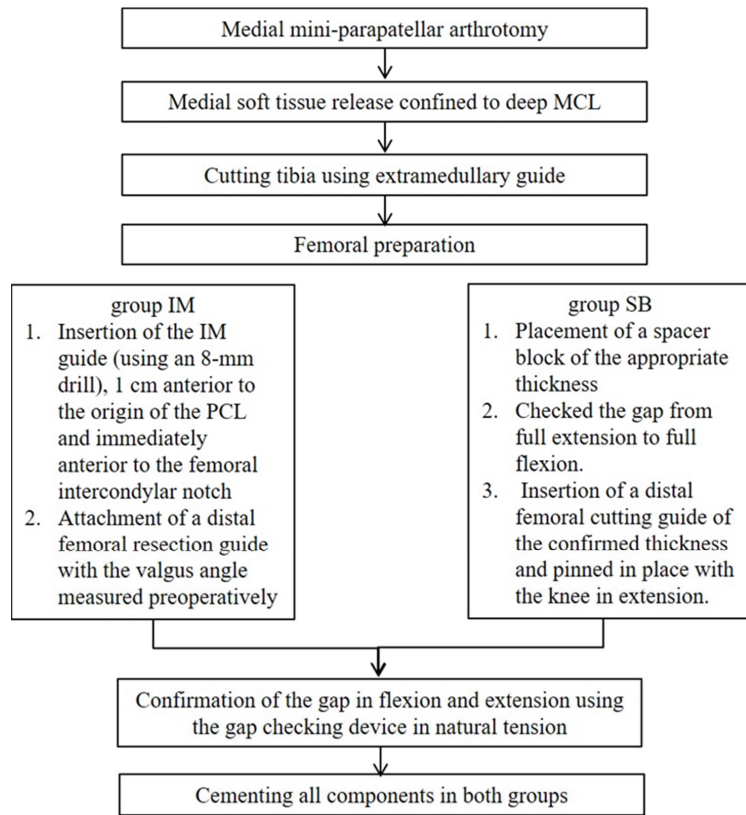 Medial mini-parapatellar arthrotomy
Medial soft tissue release confined to deep MCL
Cutting tibia using extramedullary guide
Femoral preparation
group IM
1. Insertion of the IM
guide (using an 8-mm
drill), 1 cm anterior to
the origin of the PCL
and immediately
anterior to the femoral
intercondylar notch
2. Attachment of a distal
femoral resection guide
with the valgus angle
measured preoperatively
group SB
1. Placement of a spacer
block of the appropriate
thickness
2. Checked the gap from
full extension to full
flexion.
3. Insertion of a distal
femoral cutting guide of
the confirmed thickness
and pinned in place with
the knee in extension.
Confirmation of the gap in flexion and extension using
the gap checking device in natural tension
Cementing all components in both groups